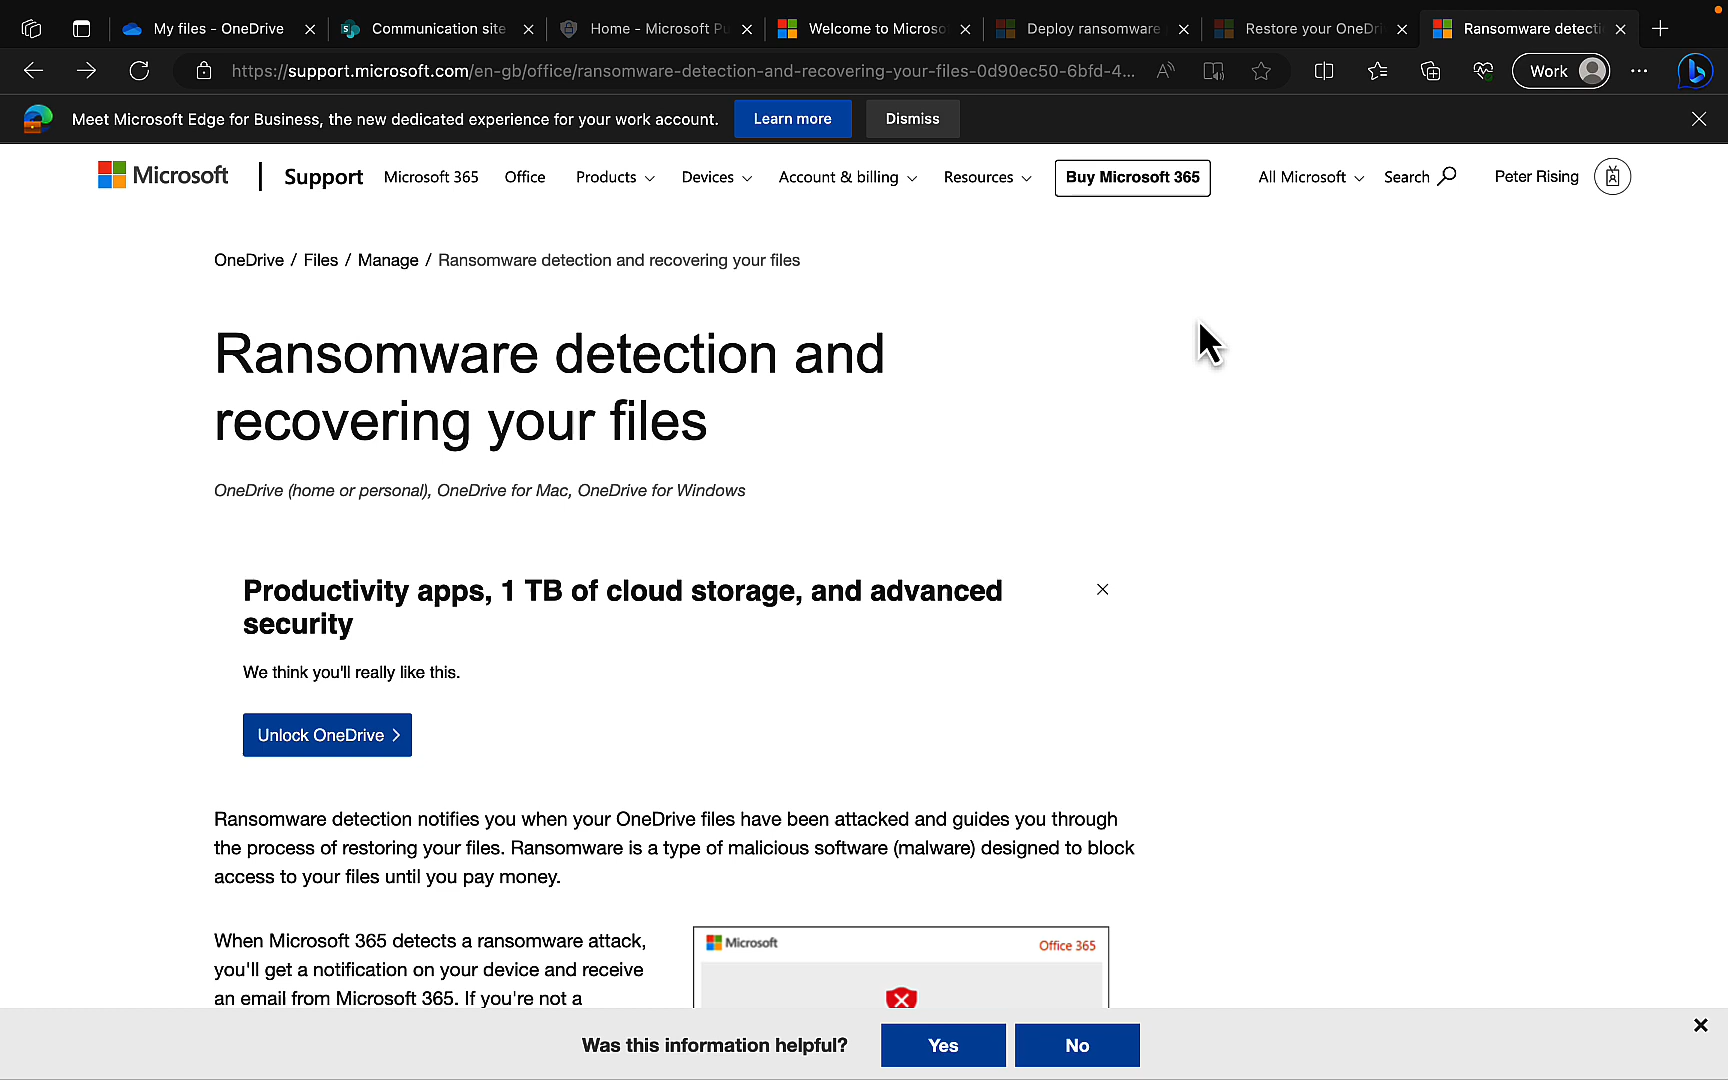 My files - OneDrive
Communication site
Home - Microsoft Pu
Welcome to Microso
Deploy ransomware
Restore your OneDri
Ransomware detecti
https://support.microsoft.com/en-gb/office/ransomware-detection-and-recovering-your-files-0d90ec50-6bfd-4...
Work
Meet Microsoft Edge for Business, the new dedicated experience for your work account.
Learn more
Dismiss
Microsoft
Support
Microsoft 365
Office
Products
Devices
Account & billing
Resources
Buy Microsoft 365
All Microsoft
Search
Peter Rising
OneDrive / Files / Manage / Ransomware detection and recovering your files
Ransomware detection and
recovering your files
OneDrive (home or personal), OneDrive for Mac, OneDrive for Windows
Productivity apps, 1 TB of cloud storage, and advanced
security
We think you'll really like this.
Unlock OneDrive
Ransomware detection notifies you when your OneDrive files have been attacked and guides you through
the process of restoring your files. Ransomware is a type of malicious software (malware) designed to block
access to your files until you pay money.
When Microsoft 365 detects a ransomware attack,
you'll get a notification on your device and receive
an email from Microsoft 365. If you're not a
Microsoft
Office 365
Was this information helpful?
Yes
No